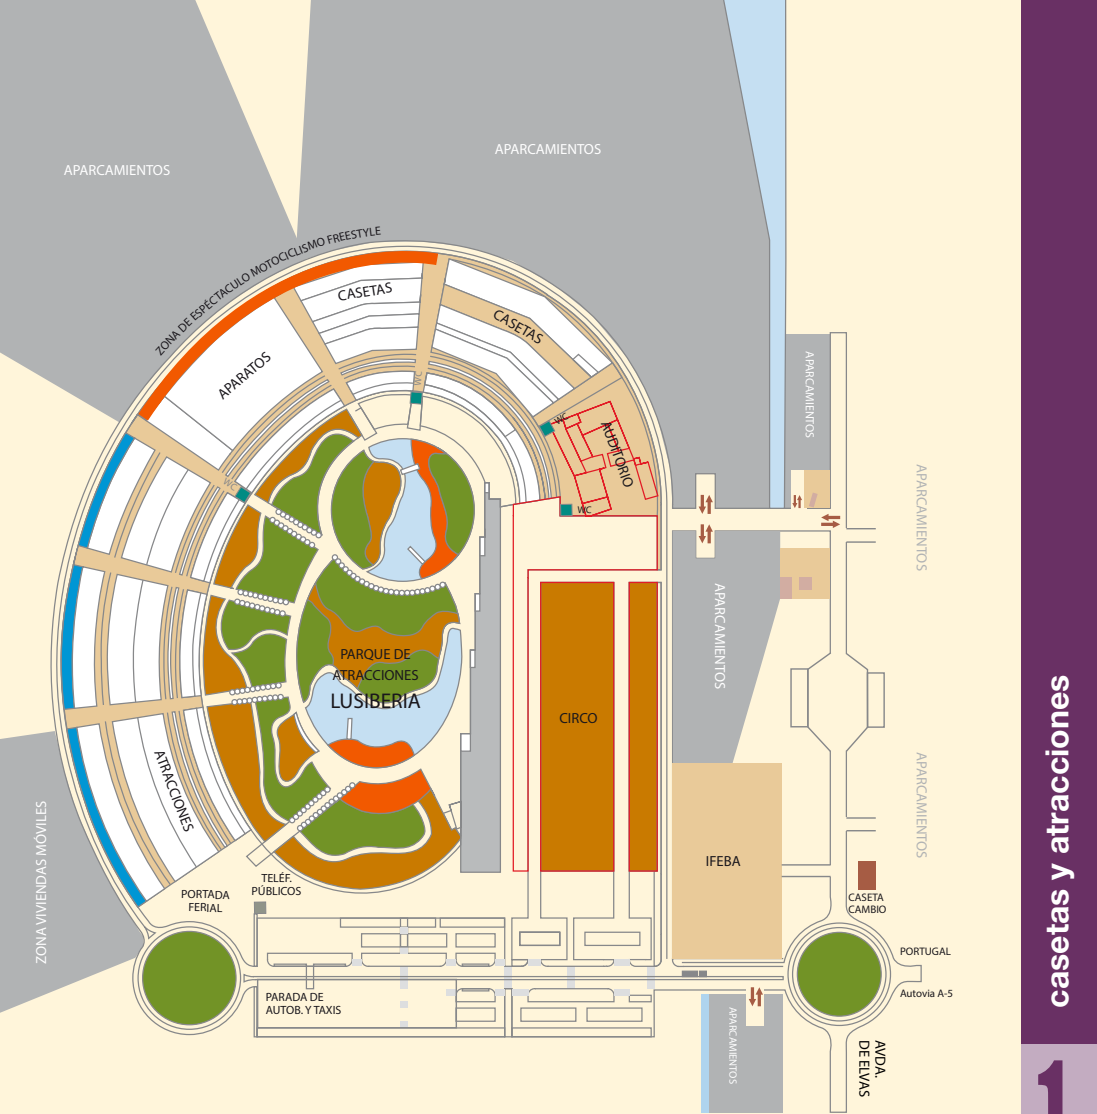 APARCAMIENTOS
APARCAMIENTOS
ZONA DE ESPÉCTACULO MOTOCICLISMO FREESTYLE
CASETAS
CASETAS
APARATOS
WC
WC
WC
AUDITORIO
WC
APARCAMIENTOS
APARCAMIENTOS
APARCAMIENTOS
PARQUE DE
ATRACCIONES
LUSIBERIA
CIRCO
ATRACCIONES
ZONA VIVIENDAS MÓVILES
APARCAMIENTOS
IFEBA
TELÉF.
PÚBLICOS
PORTADA
FERIAL
CASETA
CAMBIO
PORTUGAL
Autovia A-5
PARADA DE
AUTOB. Y TAXIS
APARCAMIENTOS
AVDA.
DE ELVAS
casetas y atracciones
1